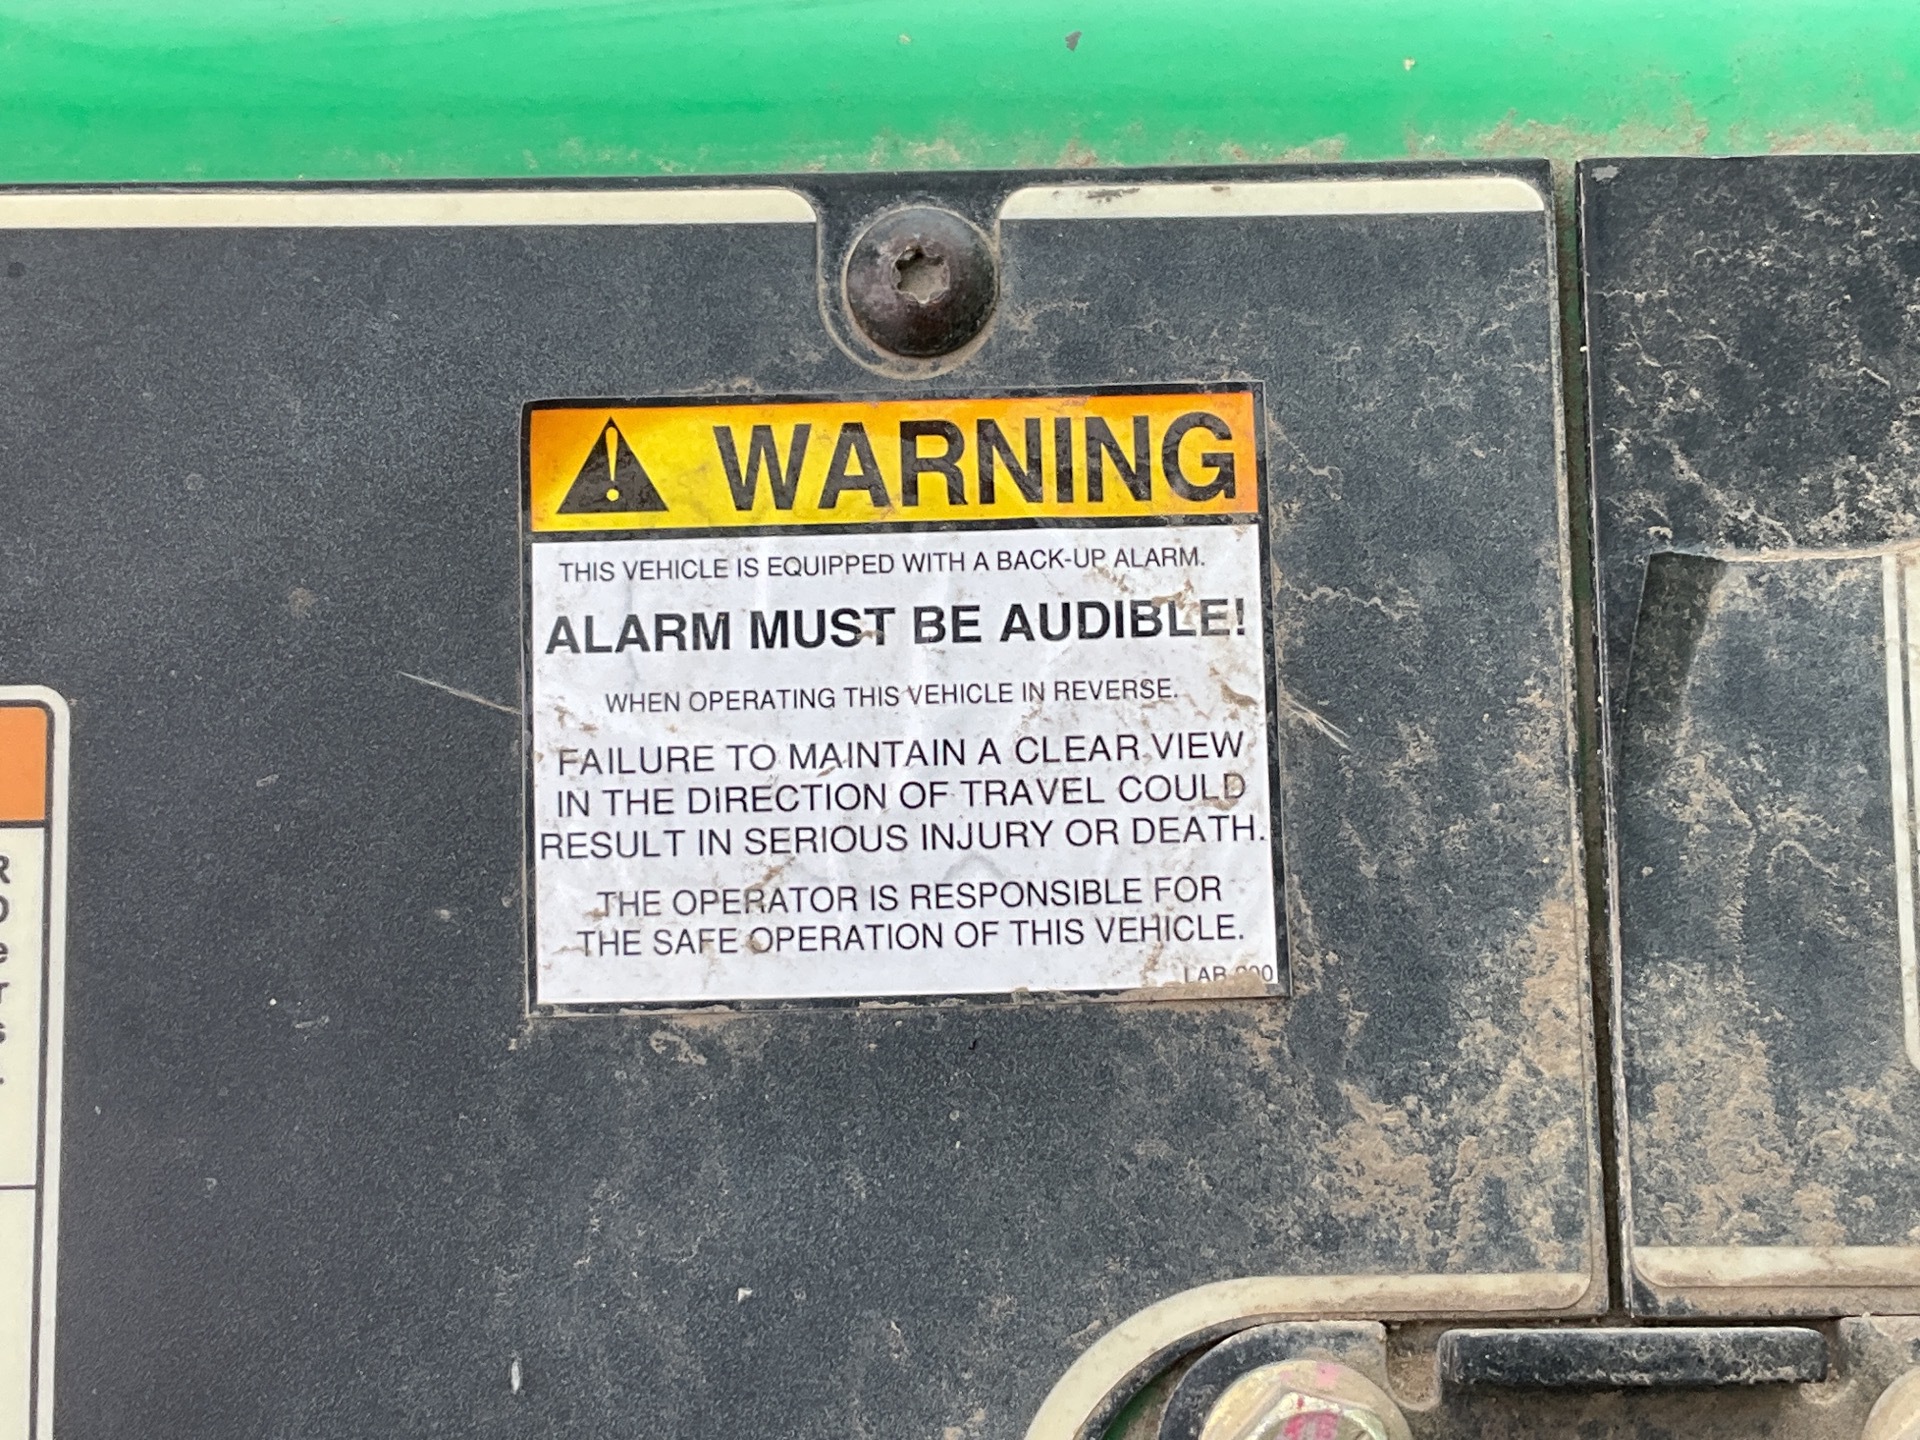 WARNING
THIS VEHICLE IS EQUIPPED WITH A BACK-UP ALARM.
ALARM MUST BE AUDIBLE!
WHEN OPERATING THIS VEHICLE IN REVERSE.
FAILURE TO MAINTAIN A CLEAR VIEW
IN THE DIRECTION OF TRAVEL COULD
RESULT IN SERIOUS INJURY OR DEATH.
THE OPERATOR IS RESPONSIBLE FOR
THE SAFE OPERATION OF THIS VEHICLE.
LAB